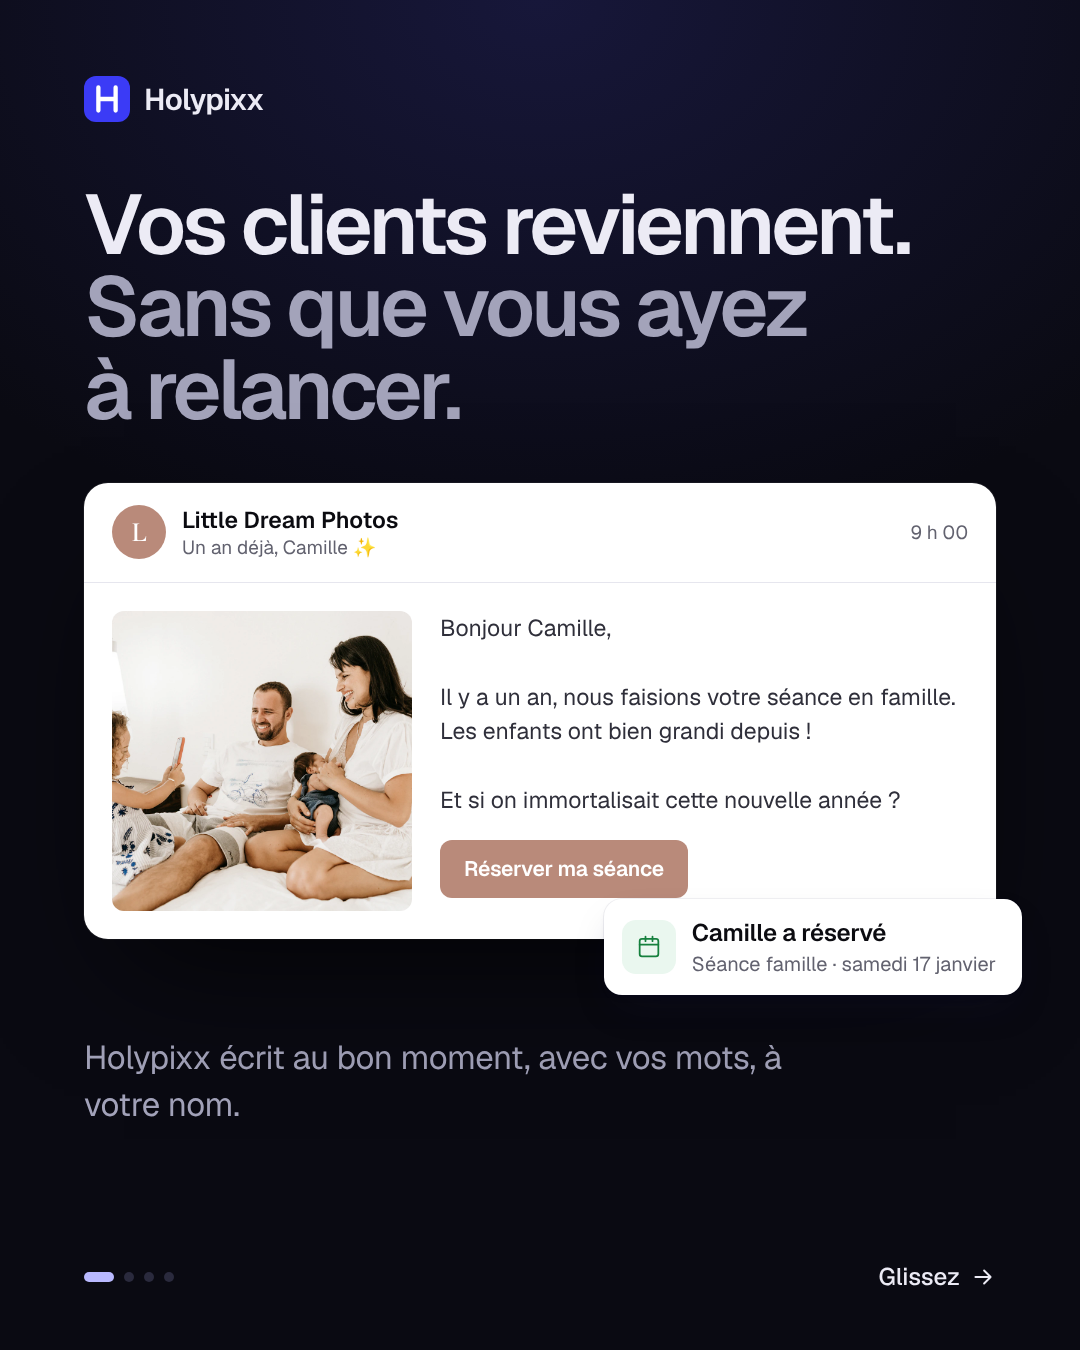 H Holypixx
Vos clients reviennent.
Sans que vous ayez
à relancer.
L
Little Dream Photos
Un an déjà, Camille ✨
9 h 00
Bonjour Camille,
Il y a un an, nous faisions votre séance en famille.
Les enfants ont bien grandi depuis !
Et si on immortalisait cette nouvelle année ?
Réserver ma séance
Camille a réservé
Séance famille · samedi 17 janvier
Holypixx écrit au bon moment, avec vos mots, à
votre nom.
Glissez →